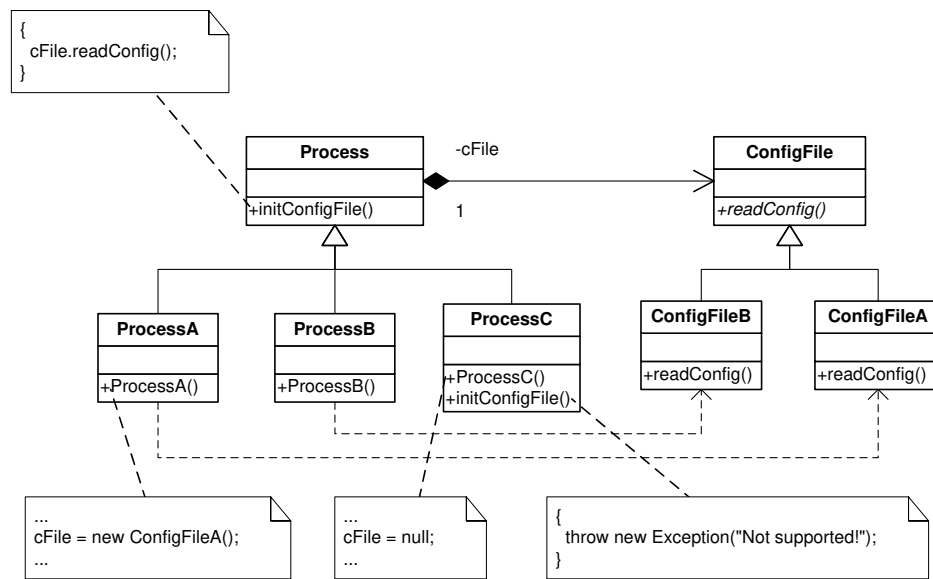 {
cFile.readConfig();
}
Process
+initConfigFile()
-cFile
1
ConfigFile
+readConfig()
ProcessA
+ProcessA()
ProcessB
+ProcessB()
ProcessC
+ProcessC()
+initConfigFile()
ConfigFileB
+readConfig()
ConfigFileA
+readConfig()
...
cFile = new ConfigFileA();
...
...
cFile = null;
...
{
throw new Exception("Not supported!");
}